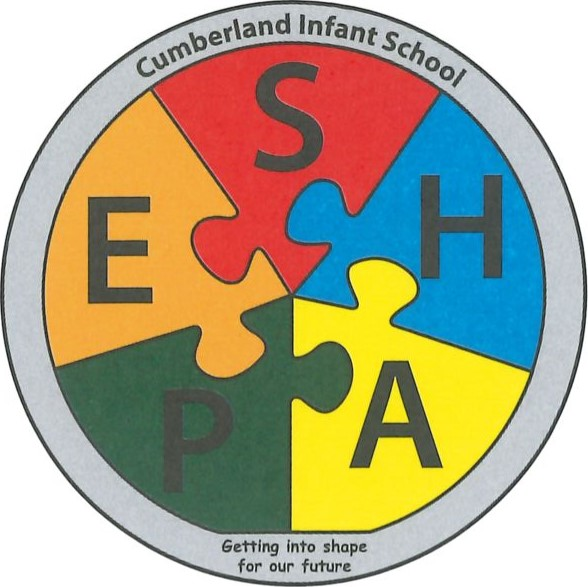 Cumberland Infant School
S
H
A
P
E
Getting into shape
for our future